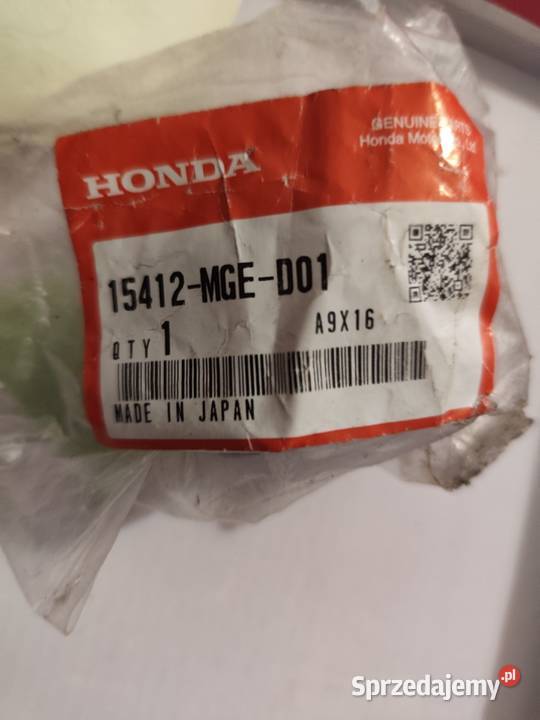 GENUINE PARTS
Honda Motor Co., Ltd
HONDA
15412-MGE-D01
QTY 1
A9X16
MADE IN JAPAN
Sprzedajemy.pl